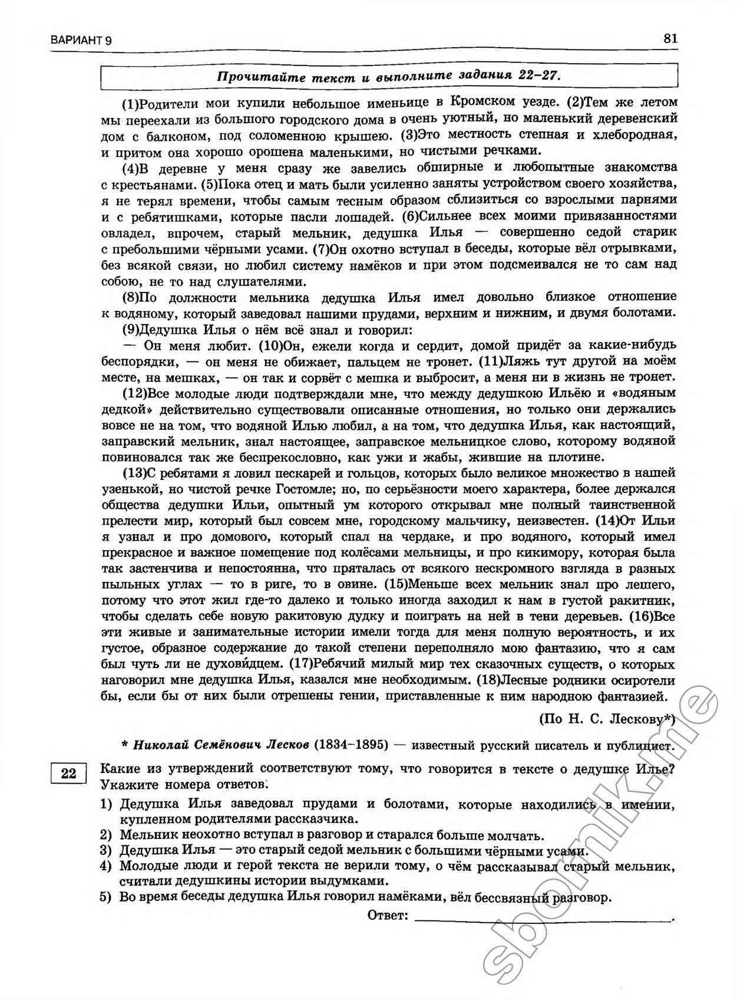 ВАРИАНТ 9
81
Прочитайте текст и выполните задания 22–27.
(1)Родители мои купили небольшое именьице в Кромском уезде. (2)Тем же летом
мы переехали из большого городского дома в очень уютный, но маленький деревенский
дом с балконом, под соломенною крышею. (3)Это местность степная и хлебородная,
и притом она хорошо орошена маленькими, но чистыми речками.
(4)В деревне у меня сразу же завелись обширные и любопытные знакомства
с крестьянами. (5)Пока отец и мать были усиленно заняты устройством своего хозяйства,
я не терял времени, чтобы самым тесным образом сблизиться со взрослыми парнями
и с ребятишками, которые пасли лошадей. (6)Сильнее всех моими привязанностями
овладел, впрочем, старый мельник, дедушка Илья — совершенно седой старик
с пребольшими чёрными усами. (7)Он охотно вступал в беседы, которые вёл отрывками,
без всякой связи, но любил систему намёков и при этом подсмеивался не то сам над
собою, не то над слушателями.
(8)По должности мельника дедушка Илья имел довольно близкое отношение
к водяному, который заведовал нашими прудами, верхним и нижним, и двумя болотами.
(9)Дедушка Илья о нём всё знал и говорил:
— Он меня любит. (10)Он, ежели когда и сердит, домой придёт за какие-нибудь
беспорядки, — он меня не обижает, пальцем не тронет. (11)Ляжь тут другой на моём
месте, на мешках, — он так и сорвёт с мешка и выбросит, а меня ни в жизнь не тронет.
(12)Все молодые люди подтверждали мне, что между дедушкою Ильёю и «водяным
дедкой» действительно существовали описанные отношения, но только они держались
вовсе не на том, что водяной Илью любил, а на том, что дедушка Илья, как настоящий,
заправский мельник, знал настоящее, заправское мельницкое слово, которому водяной
повиновался так же беспрекословно, как ужи и жабы, жившие на плотине.
(13)С ребятами я ловил пескарей и гольцов, которых было великое множество в нашей
узенькой, но чистой речке Гостомле; но, по серьёзности моего характера, более держался
общества дедушки Ильи, опытный ум которого открывал мне полный таинственной
прелести мир, который был совсем мне, городскому мальчику, неизвестен. (14)От Ильи
я узнал и про домового, который спал на чердаке, и про водяного, который имел
прекрасное и важное помещение под колёсами мельницы, и про кикимору, которая была
так застенчива и непостоянна, что пряталась от всякого нескромного взгляда в разных
пыльных углах — то в риге, то в овине. (15)Меньше всех мельник знал про лешего,
потому что этот жил где-то далеко и только иногда заходил к нам в густой ракитник,
чтобы сделать себе новую ракитовую дудку и поиграть на ней в тени деревьев. (16)Все
эти живые и занимательные истории имели тогда для меня полную вероятность, и их
густое, образное содержание до такой степени переполняло мою фантазию, что я сам
был чуть ли не духови́дцем. (17)Ребячий милый мир тех сказочных существ, о которых
наговорил мне дедушка Илья, казался мне необходимым. (18)Лесные родники осиротели
бы, если бы от них были отрешены гении, приставленные к ним народною фантазией.
(По Н. С. Лескову*)
* Николай Семёнович Лесков (1834–1895) — известный русский писатель и публицист.
22
Какие из утверждений соответствуют тому, что говорится в тексте о дедушке Илье?
Укажите номера ответов.
1) Дедушка Илья заведовал прудами и болотами, которые находились в имении,
купленном родителями рассказчика.
2) Мельник неохотно вступал в разговор и старался больше молчать.
3) Дедушка Илья — это старый седой мельник с большими чёрными усами.
4) Молодые люди и герой текста не верили тому, о чём рассказывал старый мельник,
считали дедушкины истории выдумками.
5) Во время беседы дедушка Илья говорил намёками, вёл бессвязный разговор.
Ответ: ______________________________.
sbornik.me